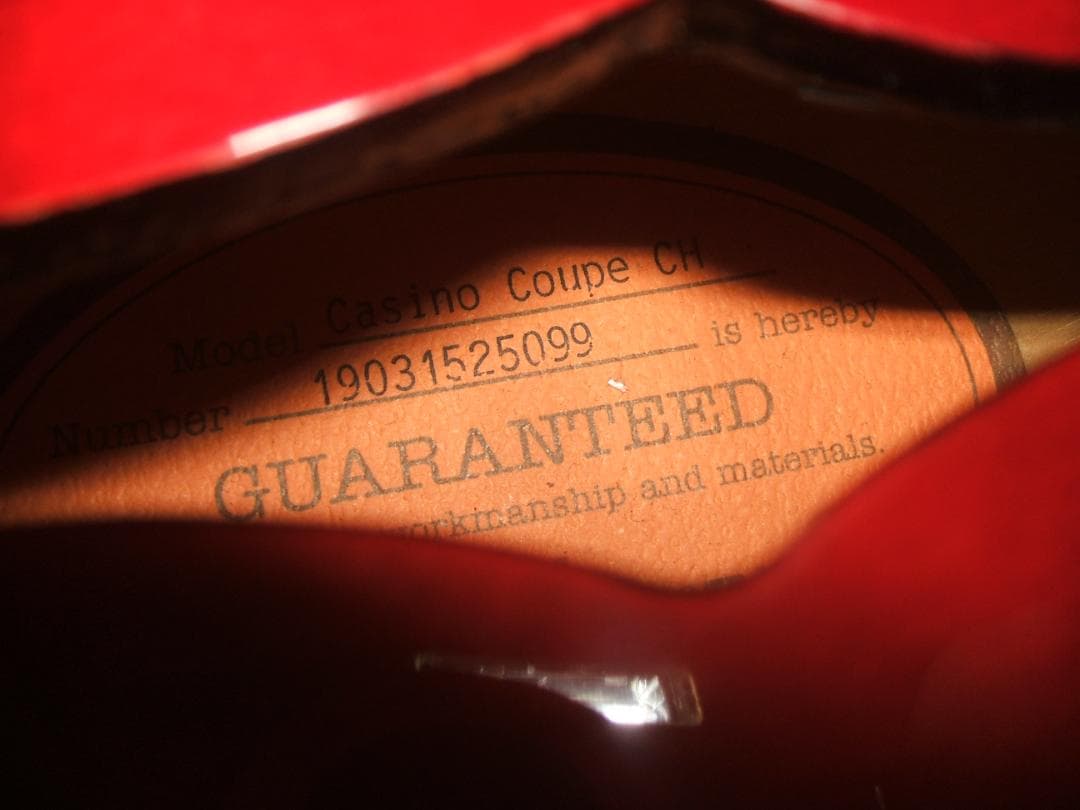 Model Casino Coupe CH
Number 19031525099 is hereby
GUARANTEED
workmanship and materials.